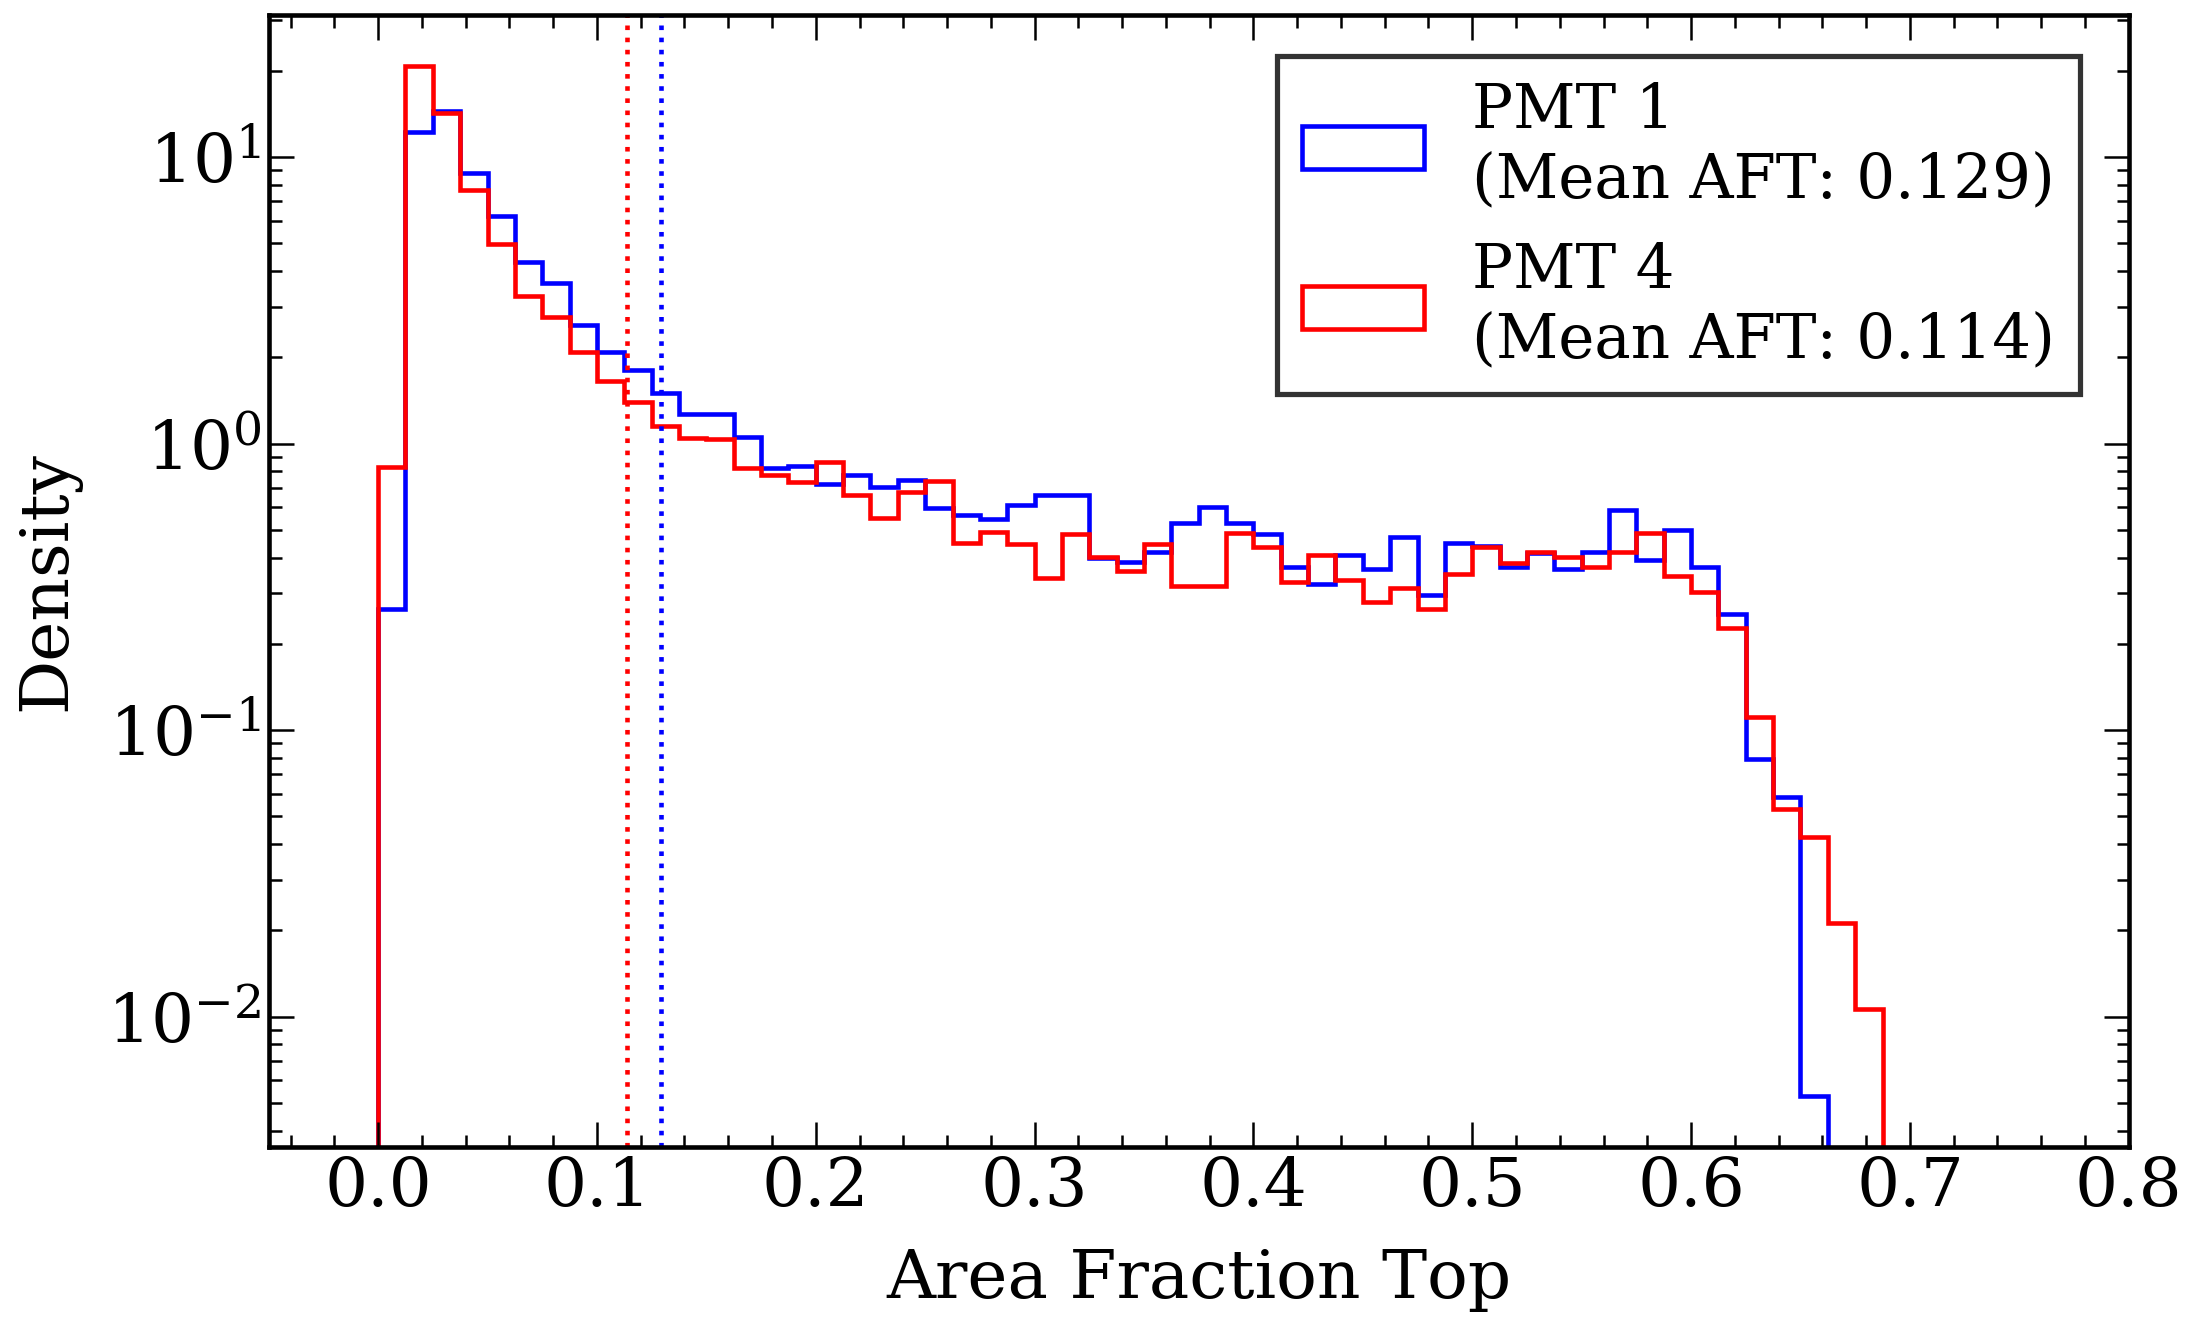 PMT 1
(Mean AFT: 0.129)
PMT 4
(Mean AFT: 0.114)
10¹
10⁰
10⁻¹
10⁻²
Density
0.0 0.1 0.2 0.3 0.4 0.5 0.6 0.7 0.8
Area Fraction Top